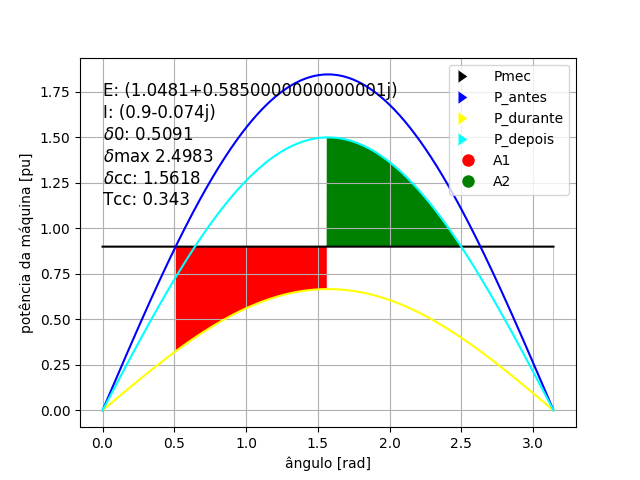 E: (1.0481+0.5850000000000001j)
I: (0.9-0.074j)
δ0: 0.5091
δmax 2.4983
δcc: 1.5618
Tcc: 0.343
Pmec
P_antes
P_durante
P_depois
A1
A2
potência da máquina [pu]
1.75
1.50
1.25
1.00
0.75
0.50
0.25
0.00
0.0 0.5 1.0 1.5 2.0 2.5 3.0
ângulo [rad]